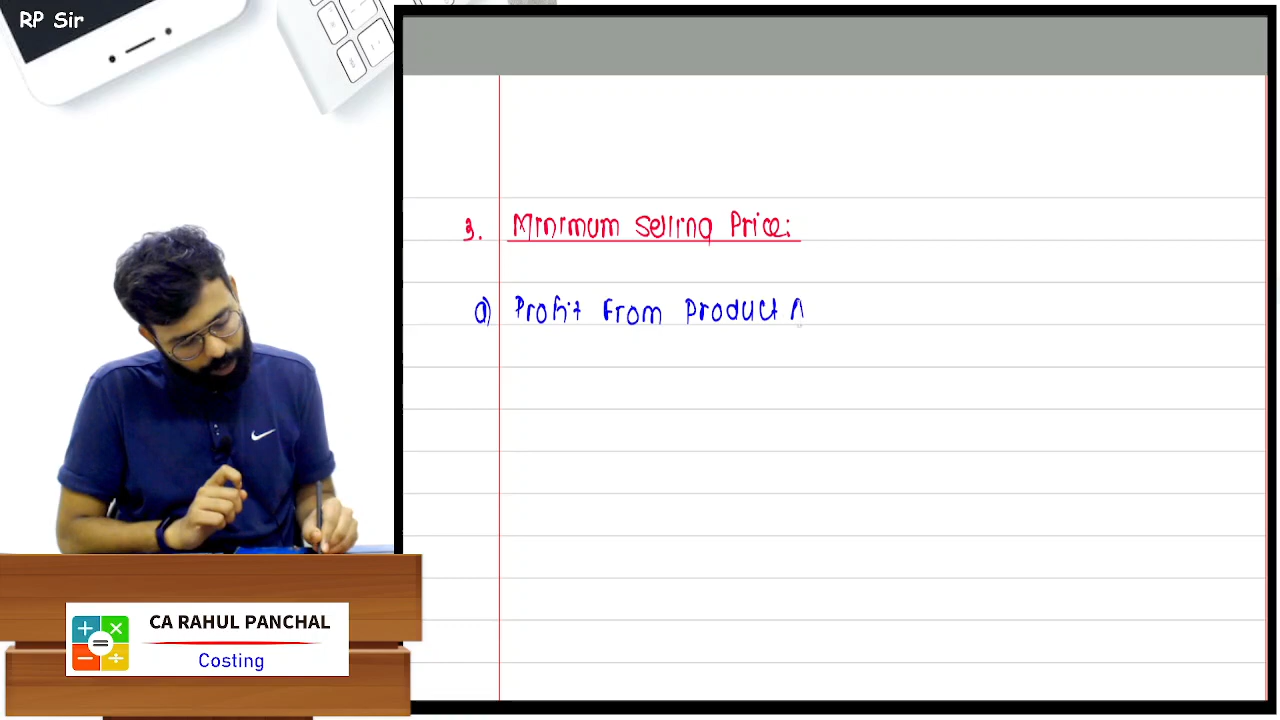 RP Sir
3. Minimum Selling Price:
a) Profit From Product A
CA RAHUL PANCHAL
Costing